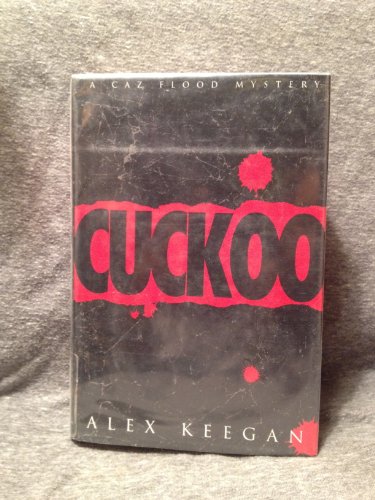 A CAZ FLOOD MYSTERY
CUCKOO
ALEX KEEGAN